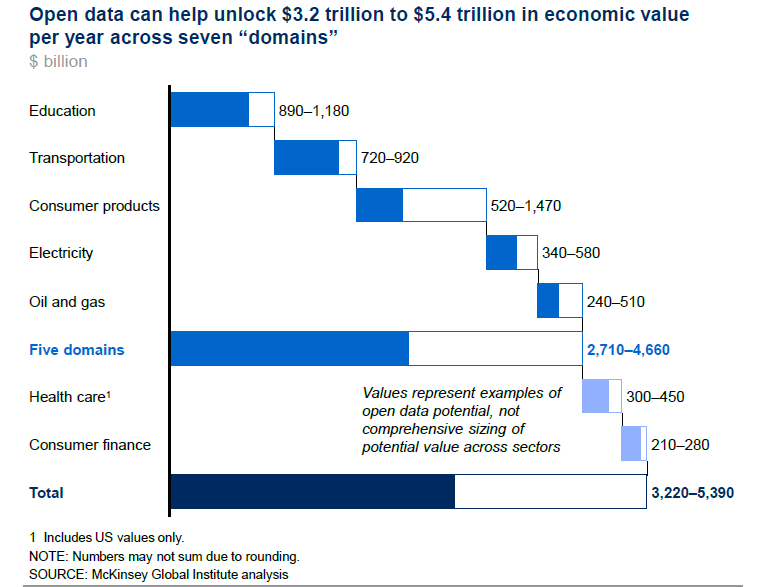 Open data can help unlock $3.2 trillion to $5.4 trillion in economic value
per year across seven “domains”
$ billion
Education 890–1,180
Transportation 720–920
Consumer products 520–1,470
Electricity 340–580
Oil and gas 240–510
Five domains 2,710–4,660
Health care¹ 300–450
Values represent examples of
open data potential, not
comprehensive sizing of
potential value across sectors
Consumer finance 210–280
Total 3,220–5,390
1 Includes US values only.
NOTE: Numbers may not sum due to rounding.
SOURCE: McKinsey Global Institute analysis